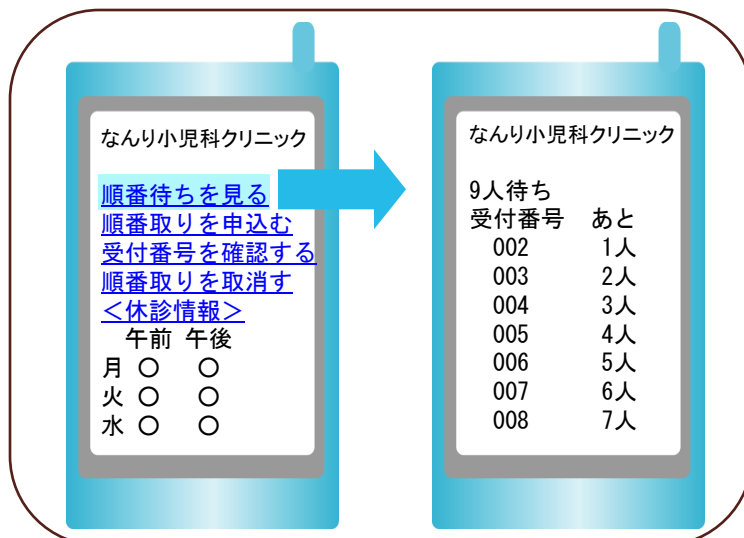 なんり小児科クリニック
順番待ちを見る
順番取りを申込む
受付番号を確認する
順番取りを取消す
＜休診情報＞
午前 午後
月 ○ ○
火 ○ ○
水 ○ ○
なんり小児科クリニック
9人待ち
受付番号 あと
002 1人
003 2人
004 3人
005 4人
006 5人
007 6人
008 7人